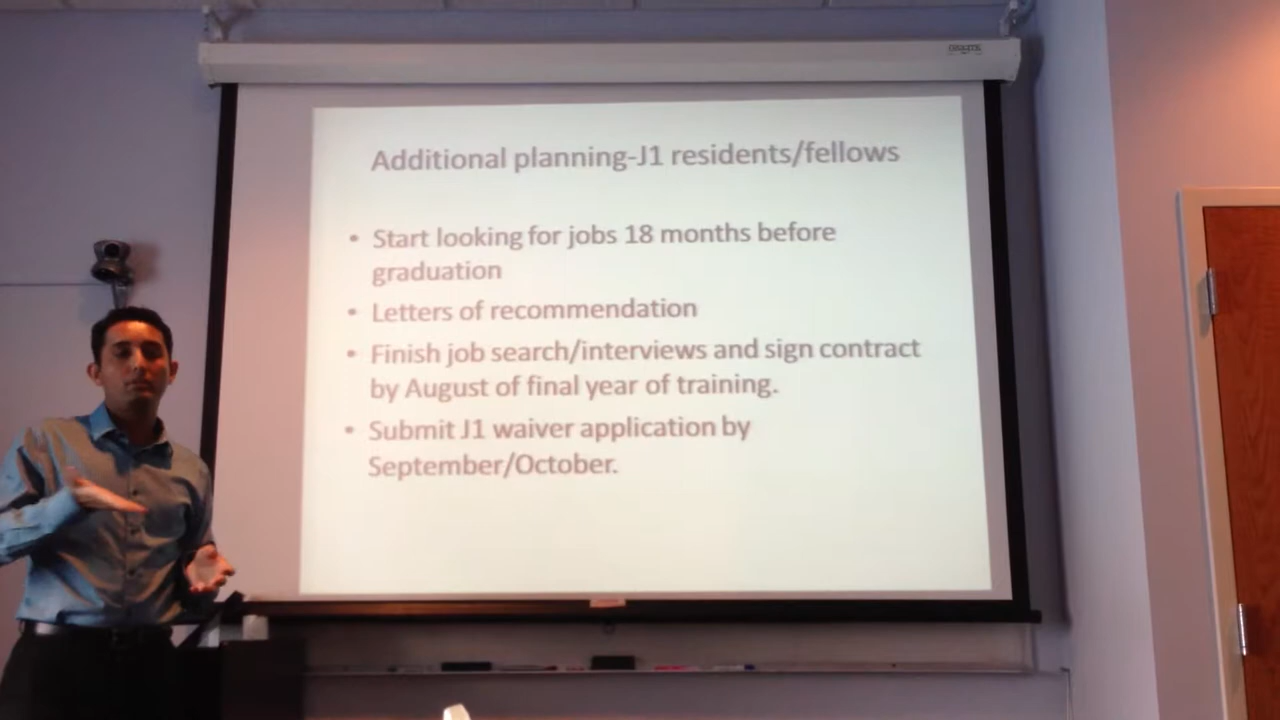 Additional planning-J1 residents/fellows
• Start looking for jobs 18 months before
graduation
• Letters of recommendation
• Finish job search/interviews and sign contract
by August of final year of training.
• Submit J1 waiver application by
September/October.